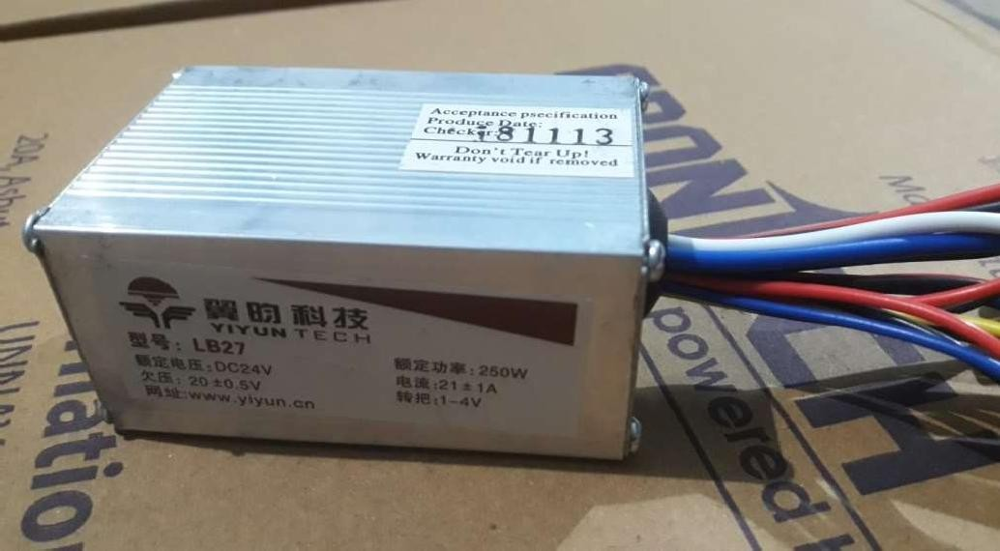 Acceptance psecification
Produce Date:
Checker:
181113
Don't Tear Up!
Warranty void if removed
翼昀科技
YIYUN TECH
型号: LB27
额定电压:DC24V
额定功率:250W
欠压: 20±0.5V
电流:21±1A
网址:www.yiyun.cn
转把:1-4V
20A,
powered